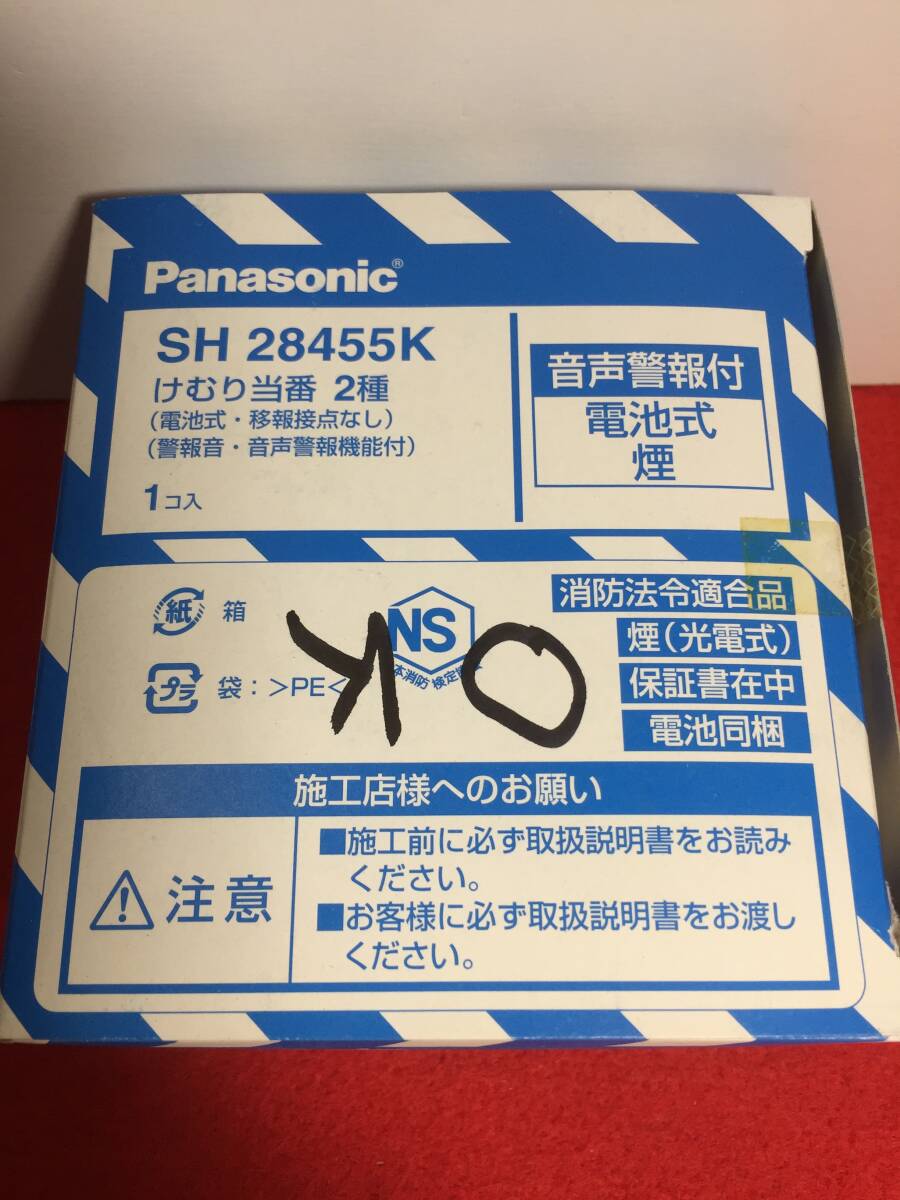 Panasonic®
SH 28455K
けむり当番 2種
(電池式・移報接点なし)
(警報音・音声警報機能付)
1コ入
音声警報付
電池式
煙
紙 箱
プラ 袋：>PE<
NS
本消防 検定
OK
消防法令適合品
煙(光電式)
保証書在中
電池同梱
施工店様へのお願い
注意
■施工前に必ず取扱説明書をお読み
ください。
■お客様に必ず取扱説明書をお渡し
ください。